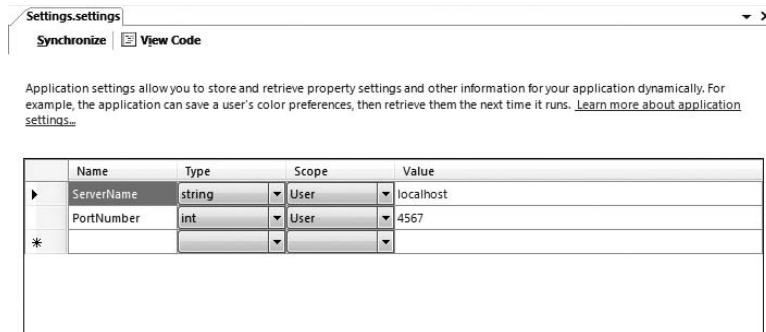 Settings.settings
Synchronize View Code
Application settings allow you to store and retrieve property settings and other information for your application dynamically. For
example, the application can save a user's color preferences, then retrieve them the next time it runs. Learn more about application
settings...
Name Type Scope Value
ServerName string User localhost
PortNumber int User 4567